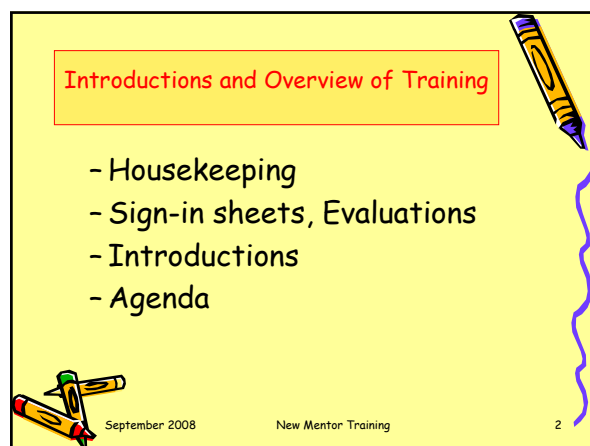 Introductions and Overview of Training
– Housekeeping
– Sign-in sheets, Evaluations
– Introductions
– Agenda
September 2008 New Mentor Training 2